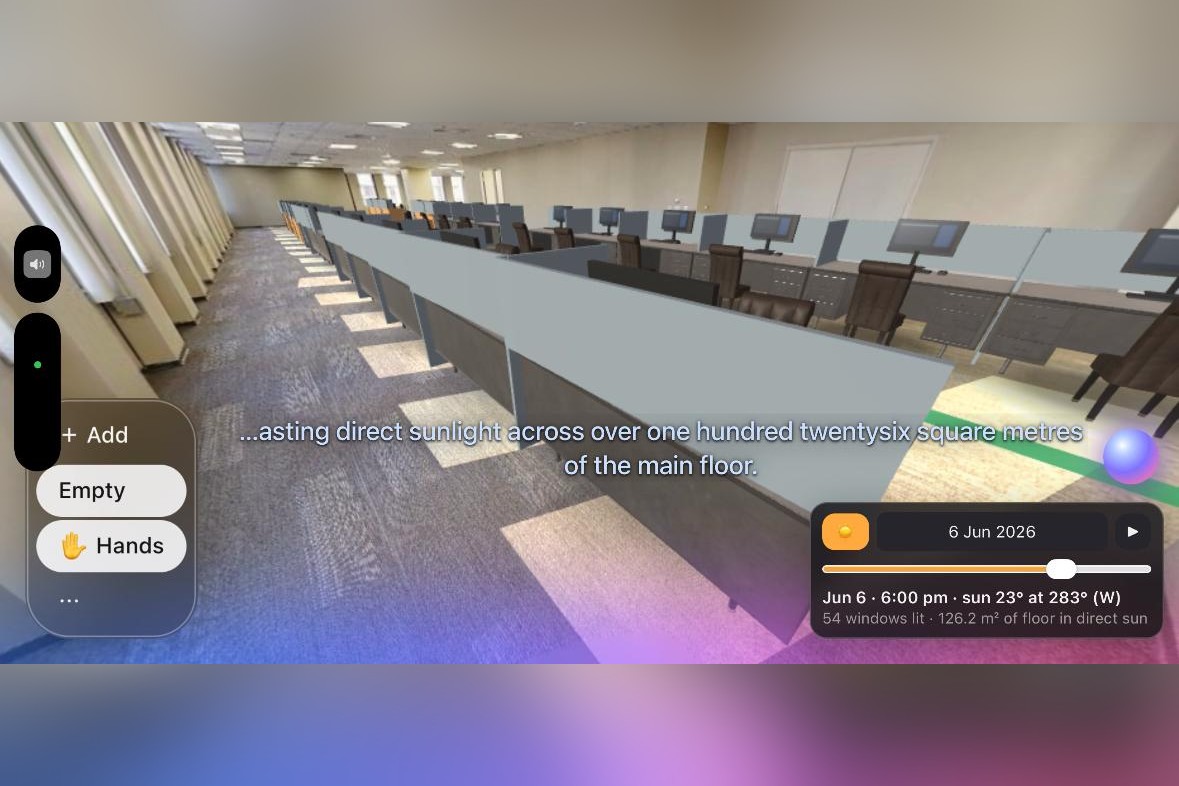 + Add
Empty
✋ Hands
...
...asting direct sunlight across over one hundred twentysix square metres
of the main floor.
6 Jun 2026
Jun 6 · 6:00 pm · sun 23° at 283° (W)
54 windows lit · 126.2 m² of floor in direct sun